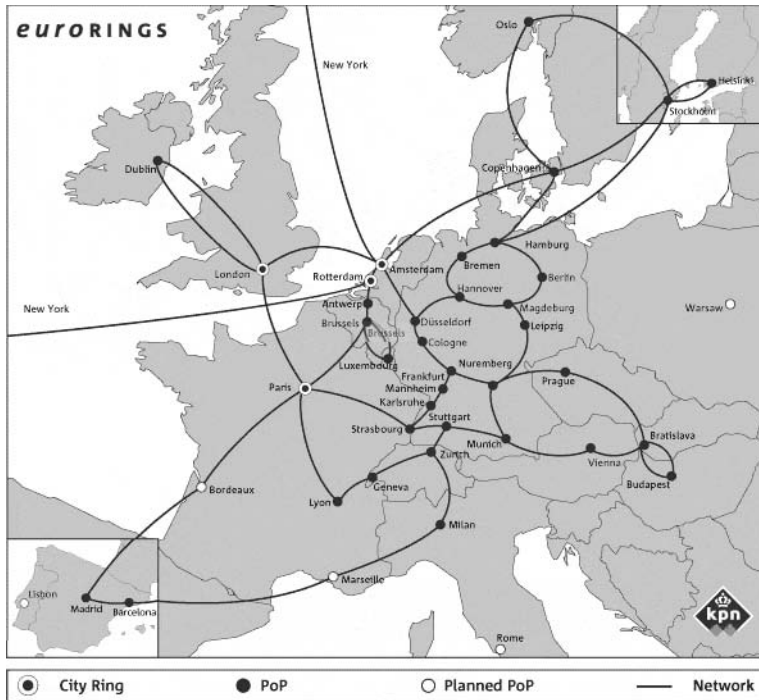 euroRINGS
Oslo
New York
Helsinki
Stockholm
Dublin
Copenhagen
Hamburg
London
Rotterdam
Amsterdam
Bremen
Berlin
Hannover
New York
Antwerp
Magdeburg
Warsaw
Brussels
Brussels
Düsseldorf
Leipzig
Cologne
Luxembourg
Nuremberg
Frankfurt
Prague
Paris
Mannheim
Karlsruhe
Stuttgart
Strasbourg
Munich
Bratislava
Zurich
Vienna
Geneva
Budapest
Bordeaux
Lyon
Milan
Marseille
Lisbon
Madrid
Barcelona
kpn
Rome
City Ring
PoP
Planned PoP
Network